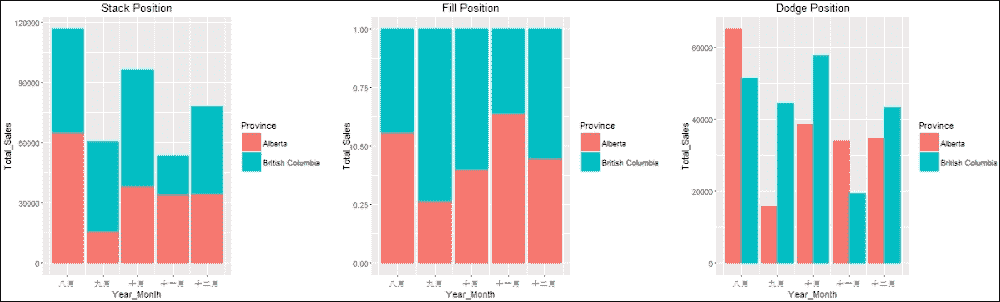 Stack Position
120000
90000
60000
30000
0
Total_Sales
八月 九月 十月 十一月 十二月
Year_Month
Province
Alberta
British Columbia
Fill Position
1.00
0.75
0.50
0.25
0.00
Total_Sales
八月 九月 十月 十一月 十二月
Year_Month
Province
Alberta
British Columbia
Dodge Position
60000
40000
20000
0
Total_Sales
八月 九月 十月 十一月 十二月
Year_Month
Province
Alberta
British Columbia